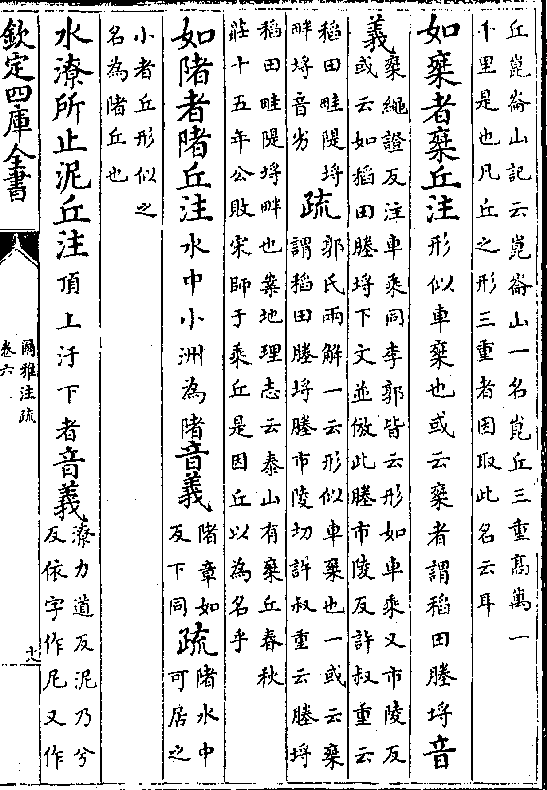 丘崑崙山記云崑崙山一名崑丘三重髙萬一
千里是也凡丘之形三重者因取此名云耳
如椉者椉丘注形似車椉也或云椉者謂稻田塍埒音
義椉繩證反注車乘同李郭皆云形如車乘又市陵反
或云如稻田塍埒下文並倣此塍市陵反許叔重云
稻田畦隄埒
畔埒音劣
疏郭氏兩解一云形似車椉也一或云椉
謂稻田塍埒塍市陵切許叔重云塍埒
稻田畦隄埒畔也案地理志云泰山有椉丘春秋
莊十五年公敗宋師于乘丘是因丘以為名乎
如陼者陼丘注水中小洲為陼音義陼章如
反下同
疏陼水中
可居之
小者丘形似之
名為陼丘也
水潦所止泥丘注頂上汙下者音義潦力道反泥乃兮
反依字作尼又作
欽定四庫全書
爾雅注疏
卷六
十八